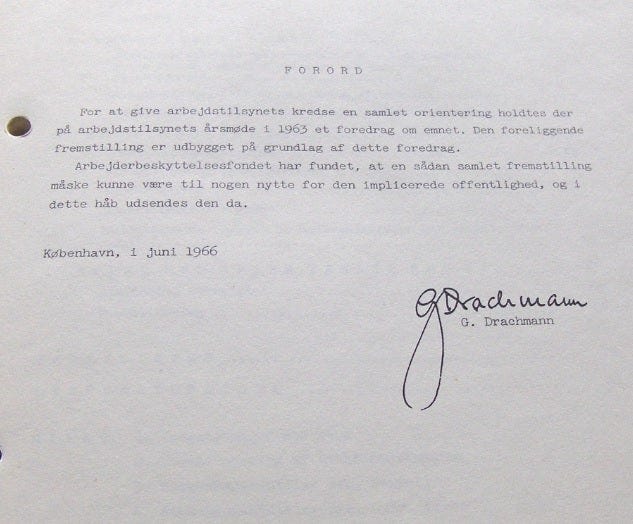 FORORD
For at give arbejdstilsynets kredse en samlet orientering holdtes der
på arbejdstilsynets årsmøde i 1963 et foredrag om emnet. Den foreliggende
fremstilling er udbygget på grundlag af dette foredrag.
Arbejderbeskyttelsesfondet har fundet, at en sådan samlet fremstilling
måske kunne være til nogen nytte for den implicerede offentlighed, og i
dette håb udsendes den da.
København, i juni 1966
G Drachmann
G. Drachmann